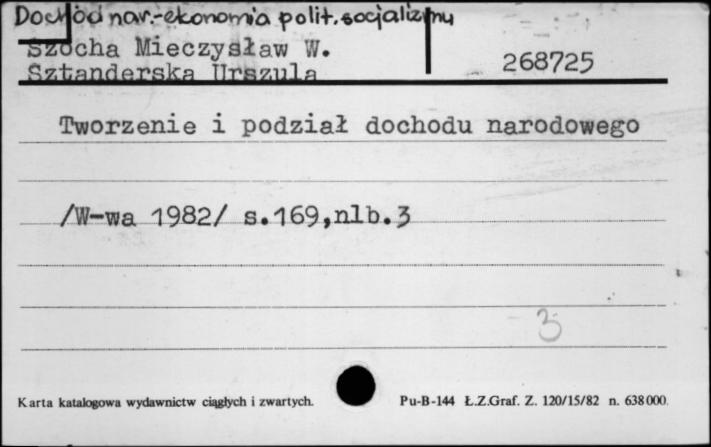 Dochód nar.-ekonomia polit.socjalizmu
Szocha Mieczysław W.
Sztanderska Urszula
268725
Tworzenie i podział dochodu narodowego
/W-wa 1982/ s.169,nlb.3
3
Karta katalogowa wydawnictw ciągłych i zwartych.
Pu-B-144 Ł.Z.Graf. Z. 120/15/82 n. 638000.